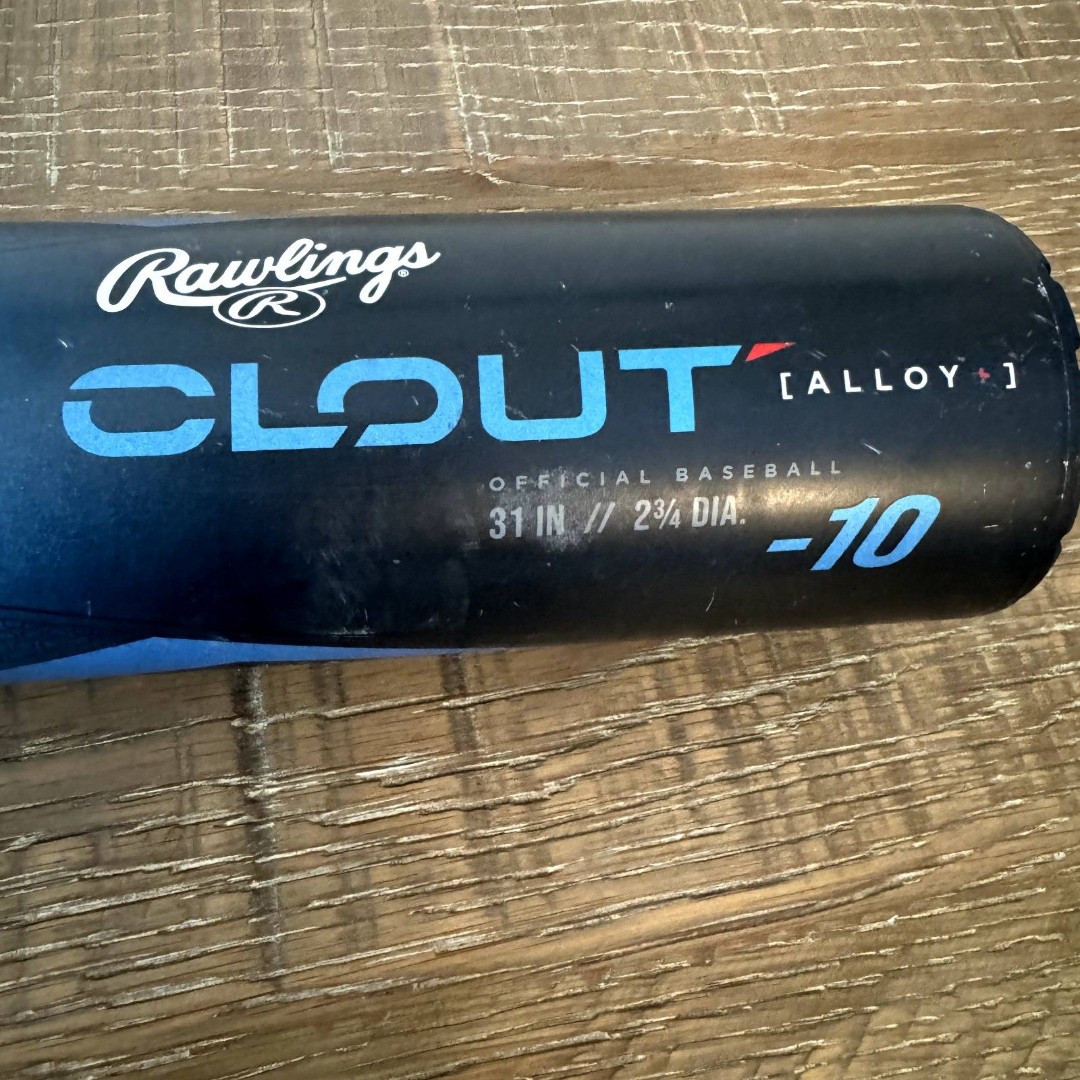 Rawlings®
R
CLOUT [ALLOY+]
OFFICIAL BASEBALL
31 IN // 2¾ DIA.
-10